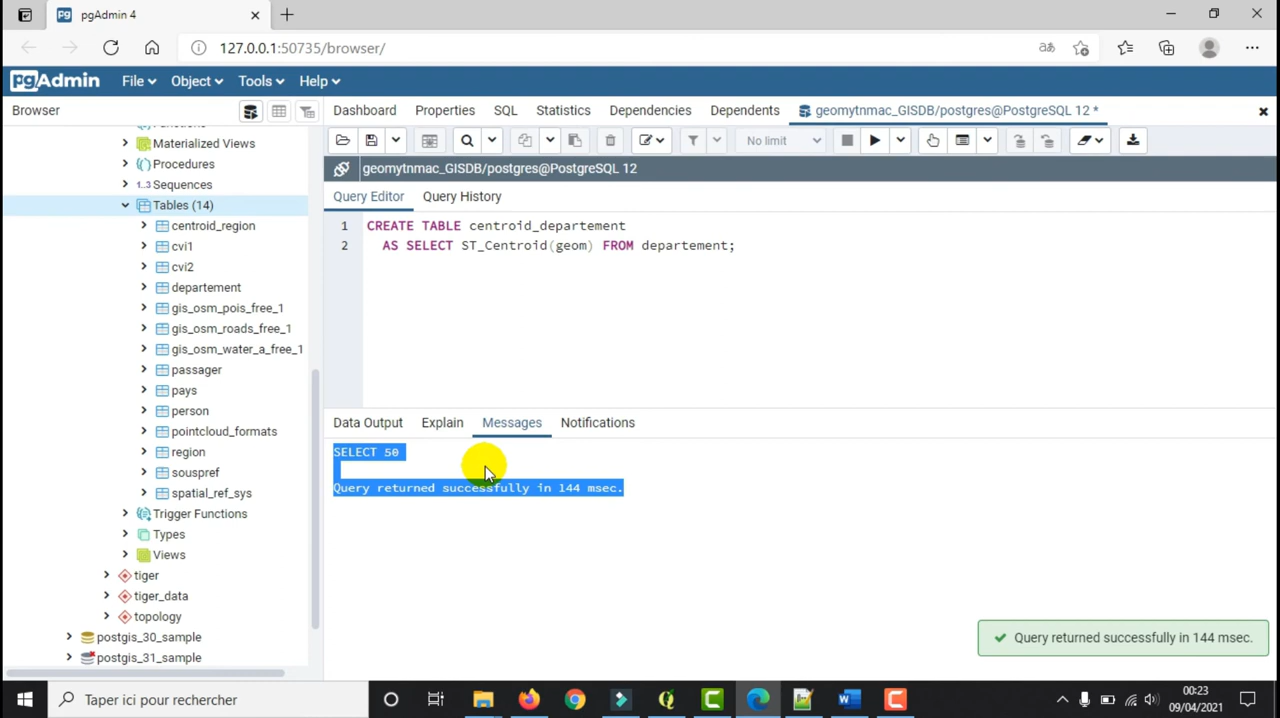 pgAdmin 4
127.0.0.1:50735/browser/
pgAdmin File Object Tools Help
Browser
Dashboard Properties SQL Statistics Dependencies Dependents geomytnmac_GISDB/postgres@PostgreSQL 12 *
No limit
geomytnmac_GISDB/postgres@PostgreSQL 12
Query Editor Query History
Materialized Views
Procedures
1..3 Sequences
Tables (14)
centroid_region
cvi1
cvi2
departement
gis_osm_pois_free_1
gis_osm_roads_free_1
gis_osm_water_a_free_1
passager
pays
person
pointcloud_formats
region
souspref
spatial_ref_sys
Trigger Functions
Types
Views
tiger
tiger_data
topology
postgis_30_sample
postgis_31_sample
1 CREATE TABLE centroid_departement
2 AS SELECT ST_Centroid(geom) FROM departement;
Data Output Explain Messages Notifications
SELECT 50
Query returned successfully in 144 msec.
Query returned successfully in 144 msec.
Taper ici pour rechercher
00:23
09/04/2021